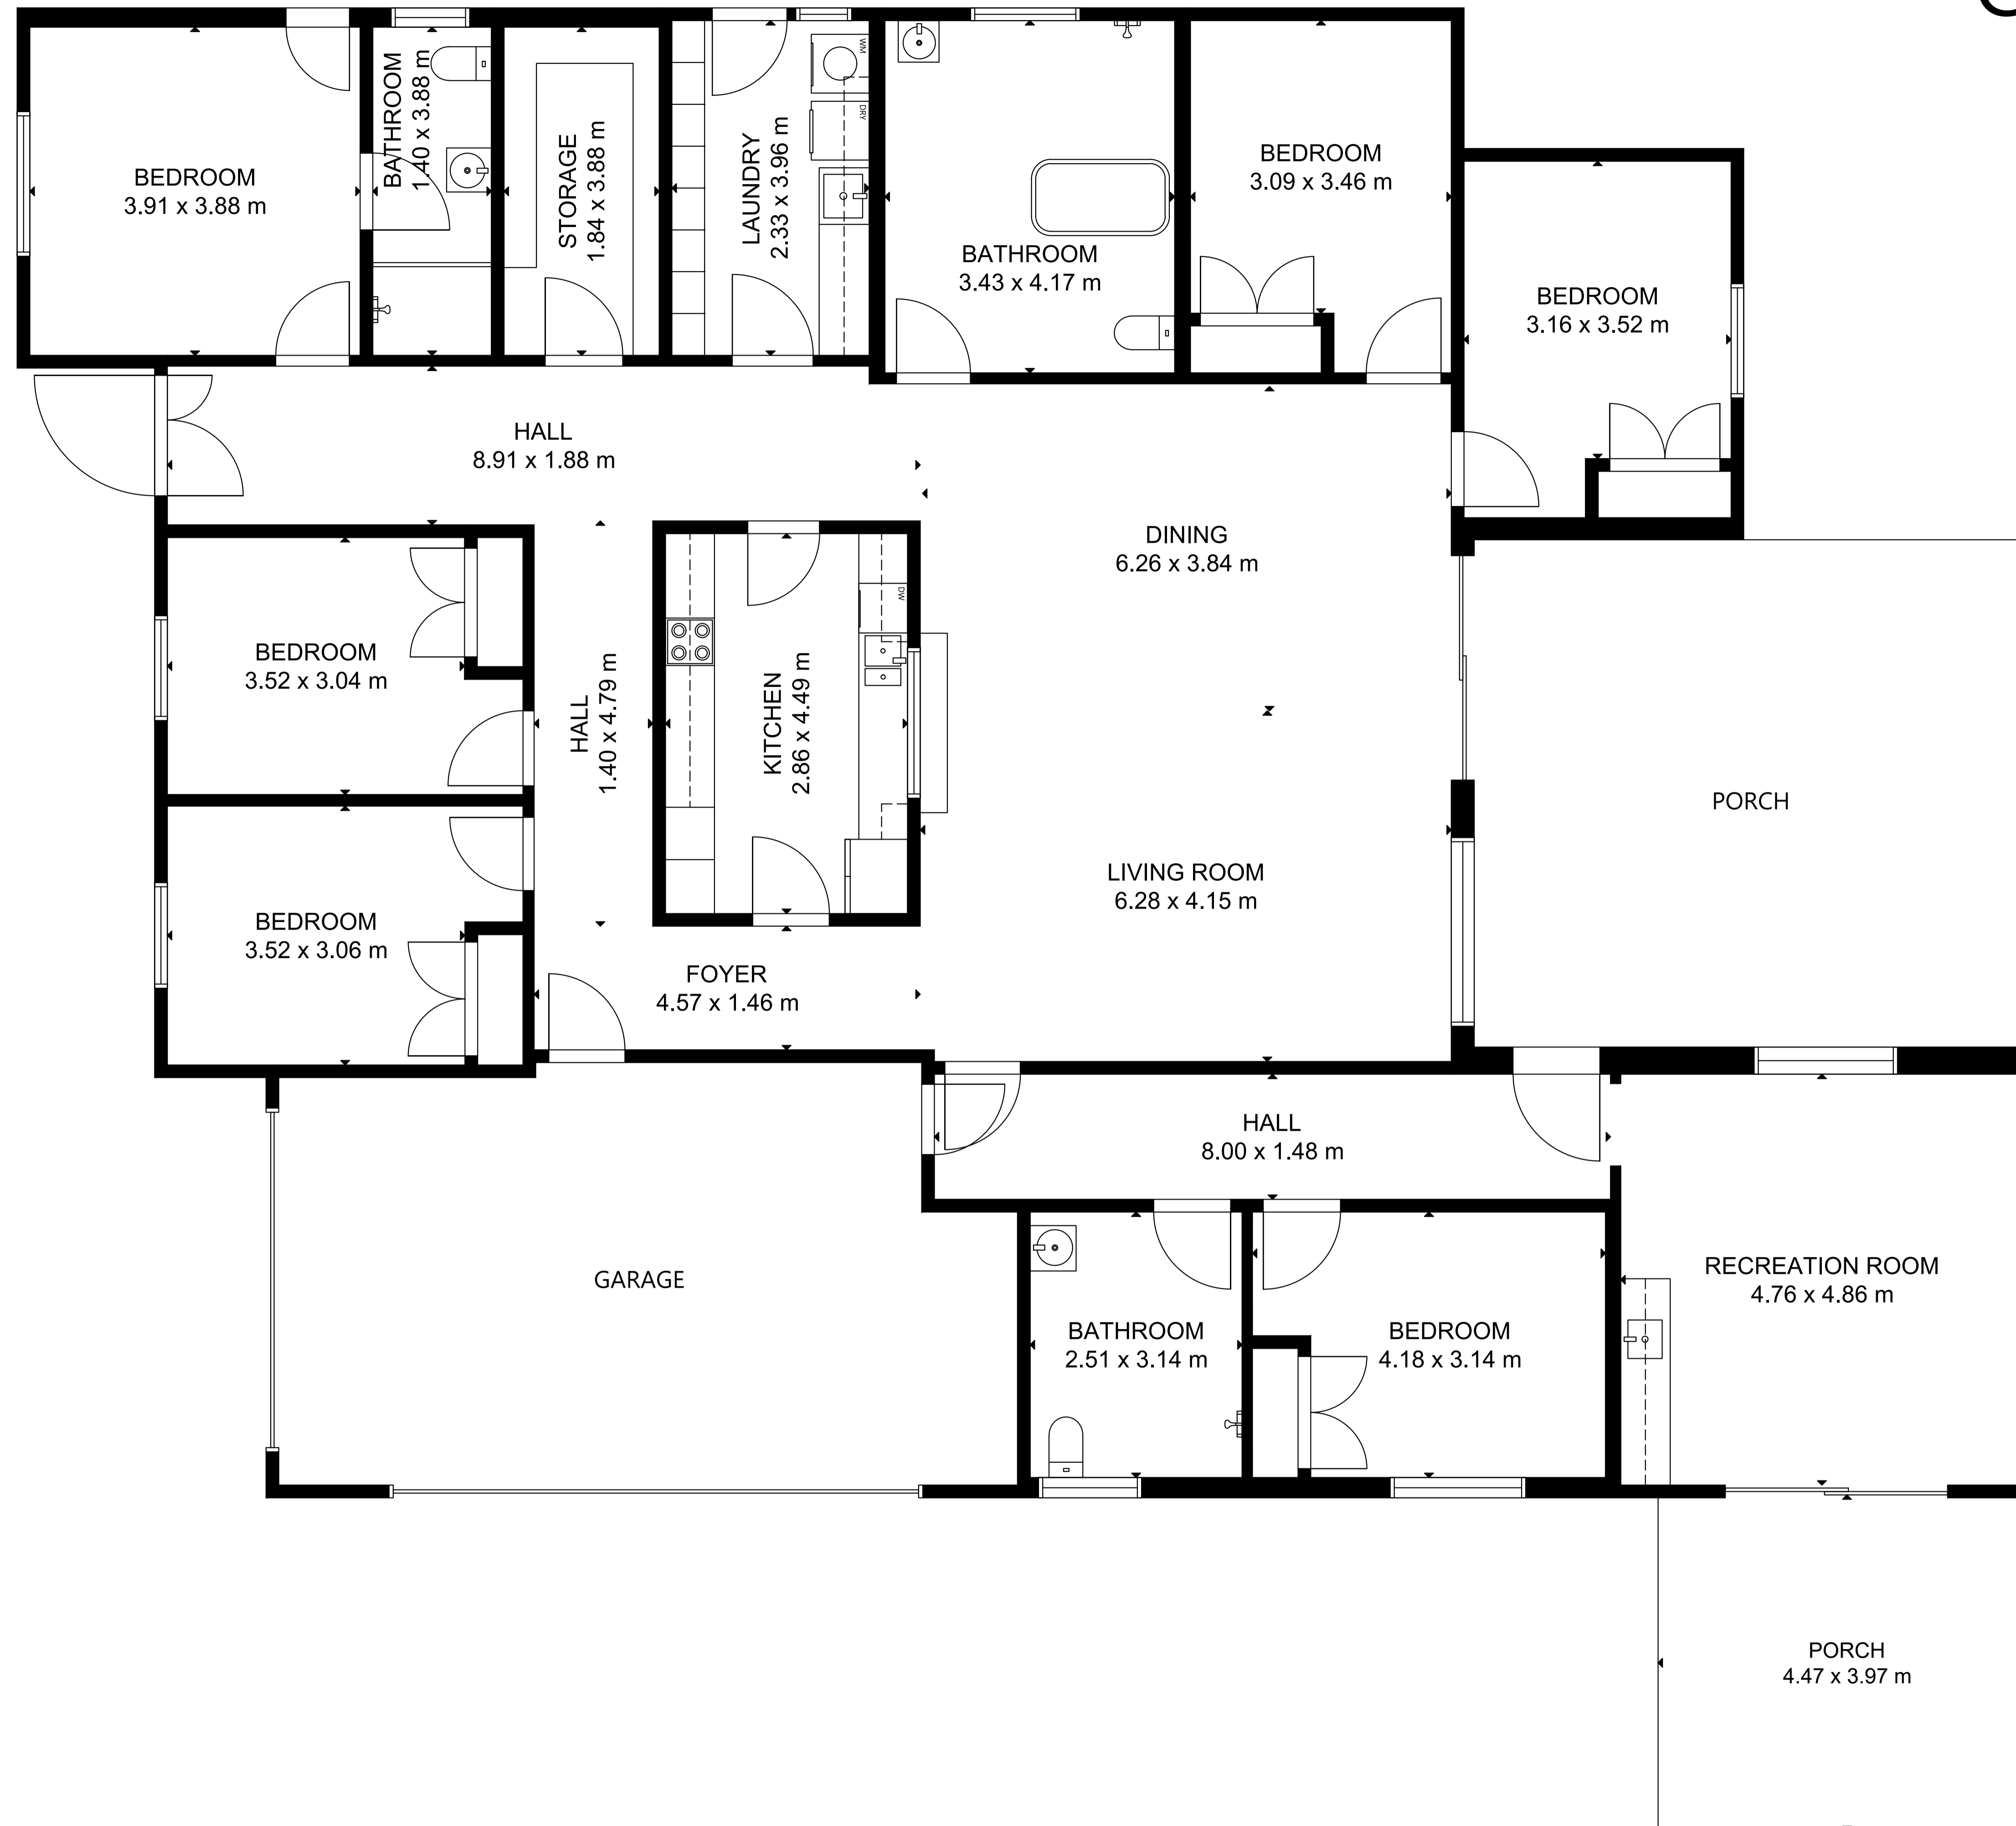 BEDROOM
3.91 x 3.88 m
BATHROOM
1.40 x 3.88 m
STORAGE
1.84 x 3.88 m
LAUNDRY
2.33 x 3.96 m
WM
DRY
BATHROOM
3.43 x 4.17 m
BEDROOM
3.09 x 3.46 m
BEDROOM
3.16 x 3.52 m
HALL
8.91 x 1.88 m
DINING
6.26 x 3.84 m
BEDROOM
3.52 x 3.04 m
HALL
1.40 x 4.79 m
KITCHEN
2.86 x 4.49 m
DW
PORCH
LIVING ROOM
6.28 x 4.15 m
BEDROOM
3.52 x 3.06 m
FOYER
4.57 x 1.46 m
HALL
8.00 x 1.48 m
GARAGE
RECREATION ROOM
4.76 x 4.86 m
BATHROOM
2.51 x 3.14 m
BEDROOM
4.18 x 3.14 m
PORCH
4.47 x 3.97 m